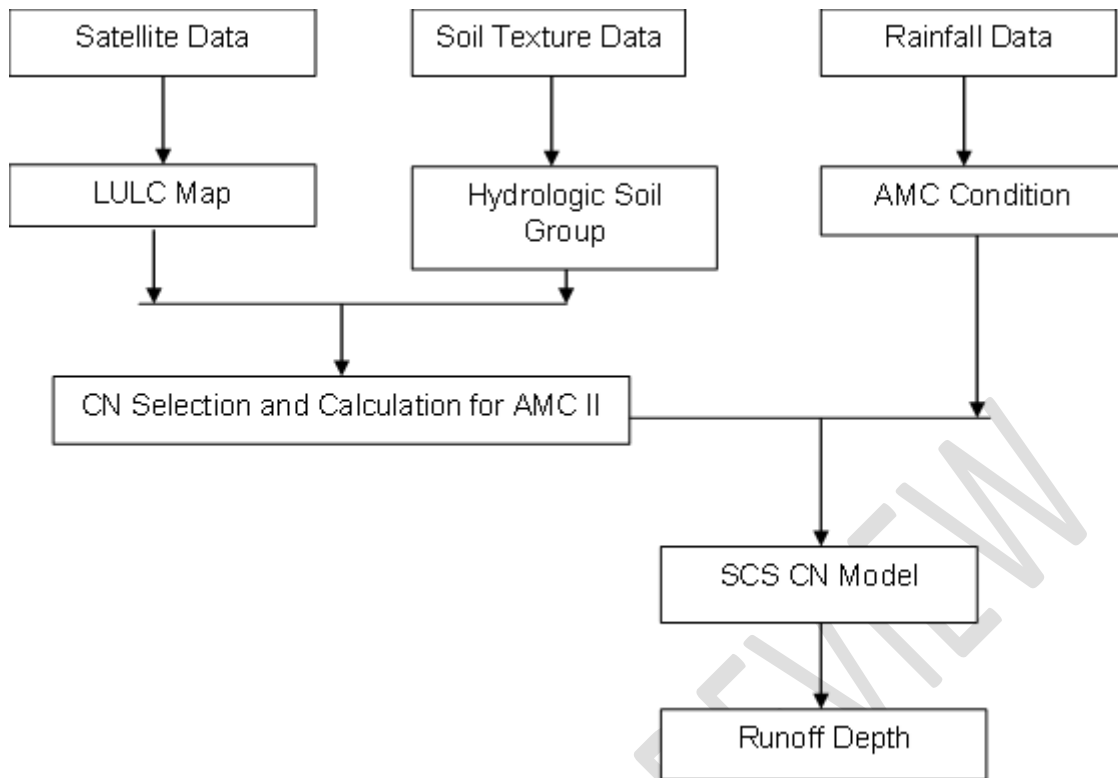 Satellite Data
Soil Texture Data
Rainfall Data
LULC Map
Hydrologic Soil
Group
AMC Condition
CN Selection and Calculation for AMC II
SCS CN Model
Runoff Depth